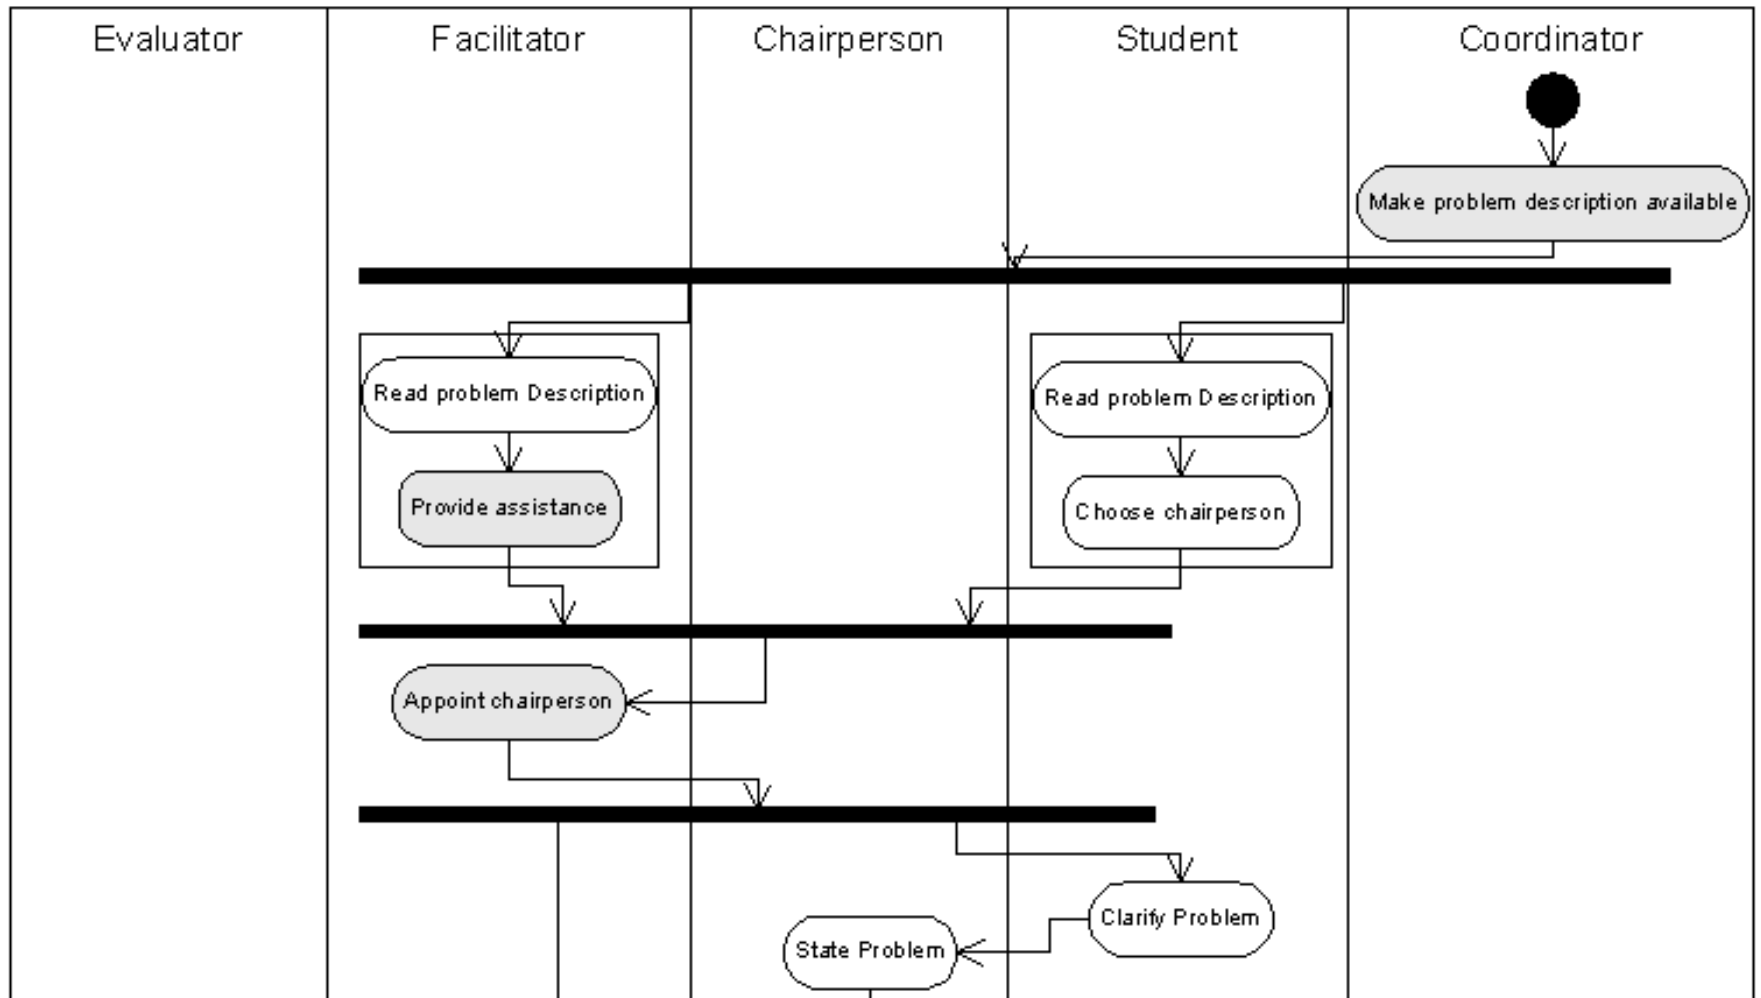 Evaluator
Facilitator
Chairperson
Student
Coordinator
Make problem description available
Read problem Description
Read problem Description
Provide assistance
Choose chairperson
Appoint chairperson
Clarify Problem
State Problem